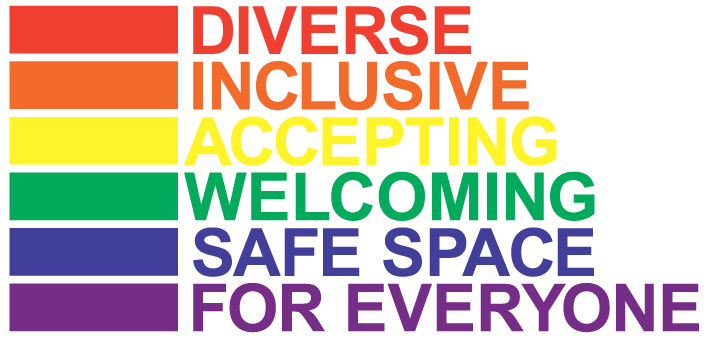 DIVERSE
INCLUSIVE
ACCEPTING
WELCOMING
SAFE SPACE
FOR EVERYONE